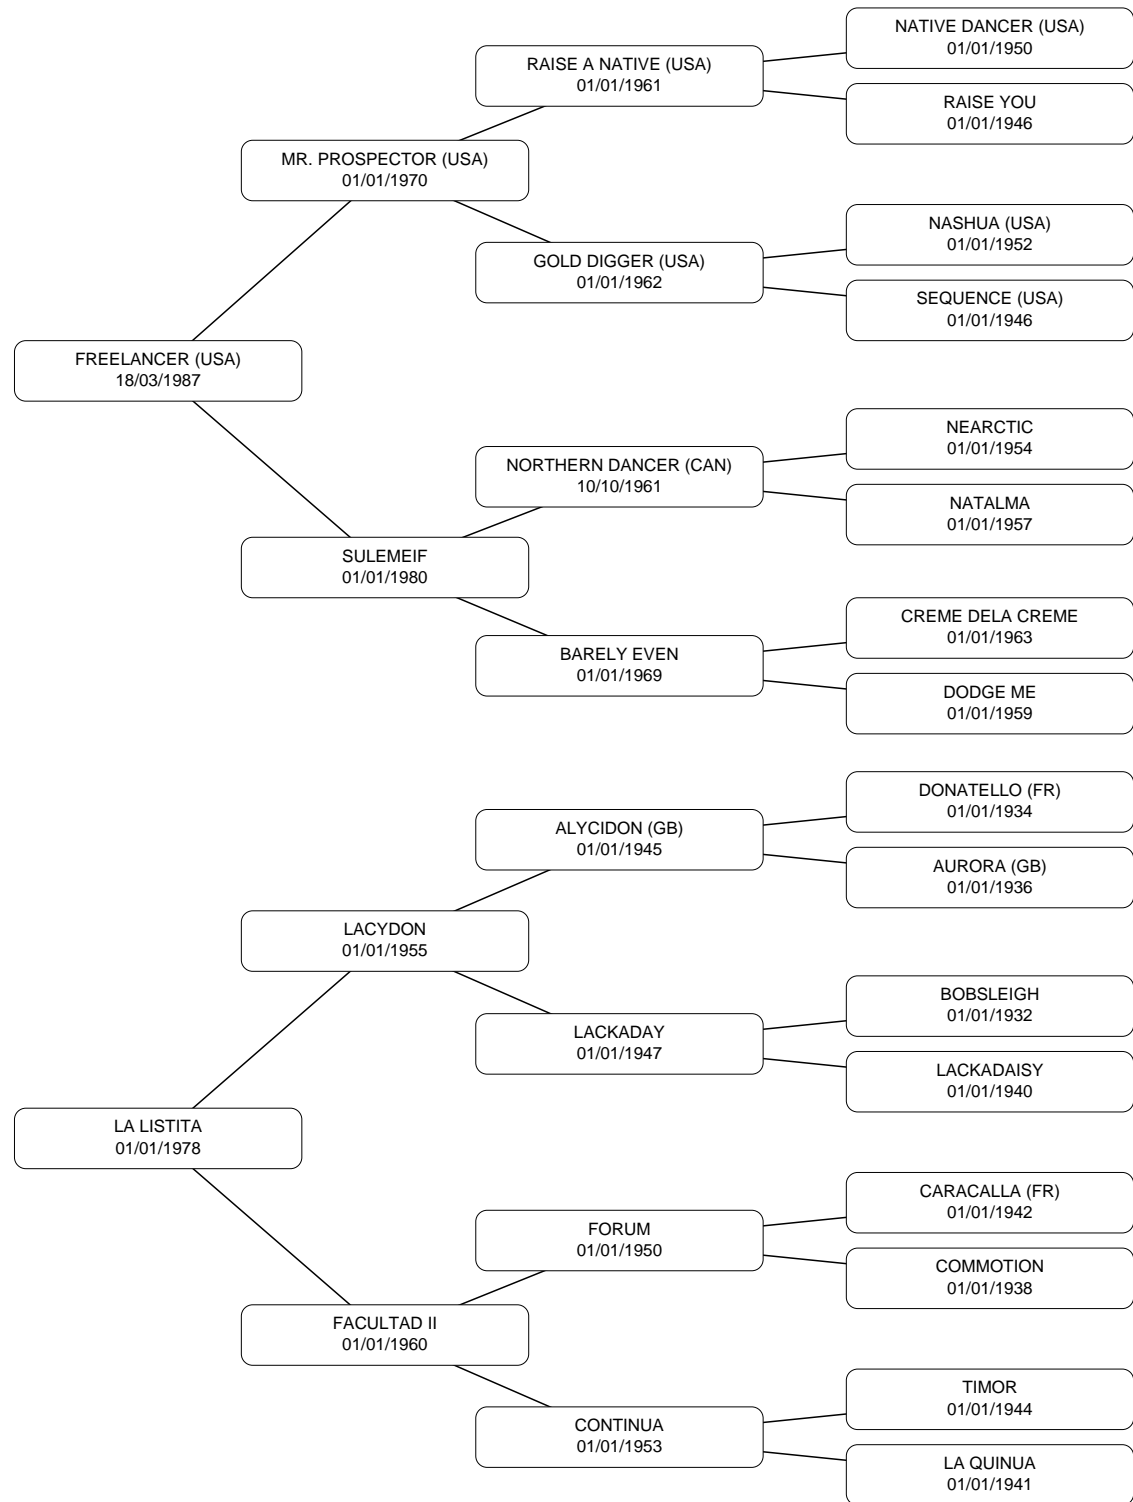 NATIVE DANCER (USA)
01/01/1950
RAISE A NATIVE (USA)
01/01/1961
RAISE YOU
01/01/1946
MR. PROSPECTOR (USA)
01/01/1970
NASHUA (USA)
01/01/1952
GOLD DIGGER (USA)
01/01/1962
SEQUENCE (USA)
01/01/1946
FREELANCER (USA)
18/03/1987
NEARCTIC
01/01/1954
NORTHERN DANCER (CAN)
10/10/1961
NATALMA
01/01/1957
SULEMEIF
01/01/1980
CREME DELA CREME
01/01/1963
BARELY EVEN
01/01/1969
DODGE ME
01/01/1959
DONATELLO (FR)
01/01/1934
ALYCIDON (GB)
01/01/1945
AURORA (GB)
01/01/1936
LACYDON
01/01/1955
BOBSLEIGH
01/01/1932
LACKADAY
01/01/1947
LACKADAISY
01/01/1940
LA LISTITA
01/01/1978
CARACALLA (FR)
01/01/1942
FORUM
01/01/1950
COMMOTION
01/01/1938
FACULTAD II
01/01/1960
TIMOR
01/01/1944
CONTINUA
01/01/1953
LA QUINUA
01/01/1941